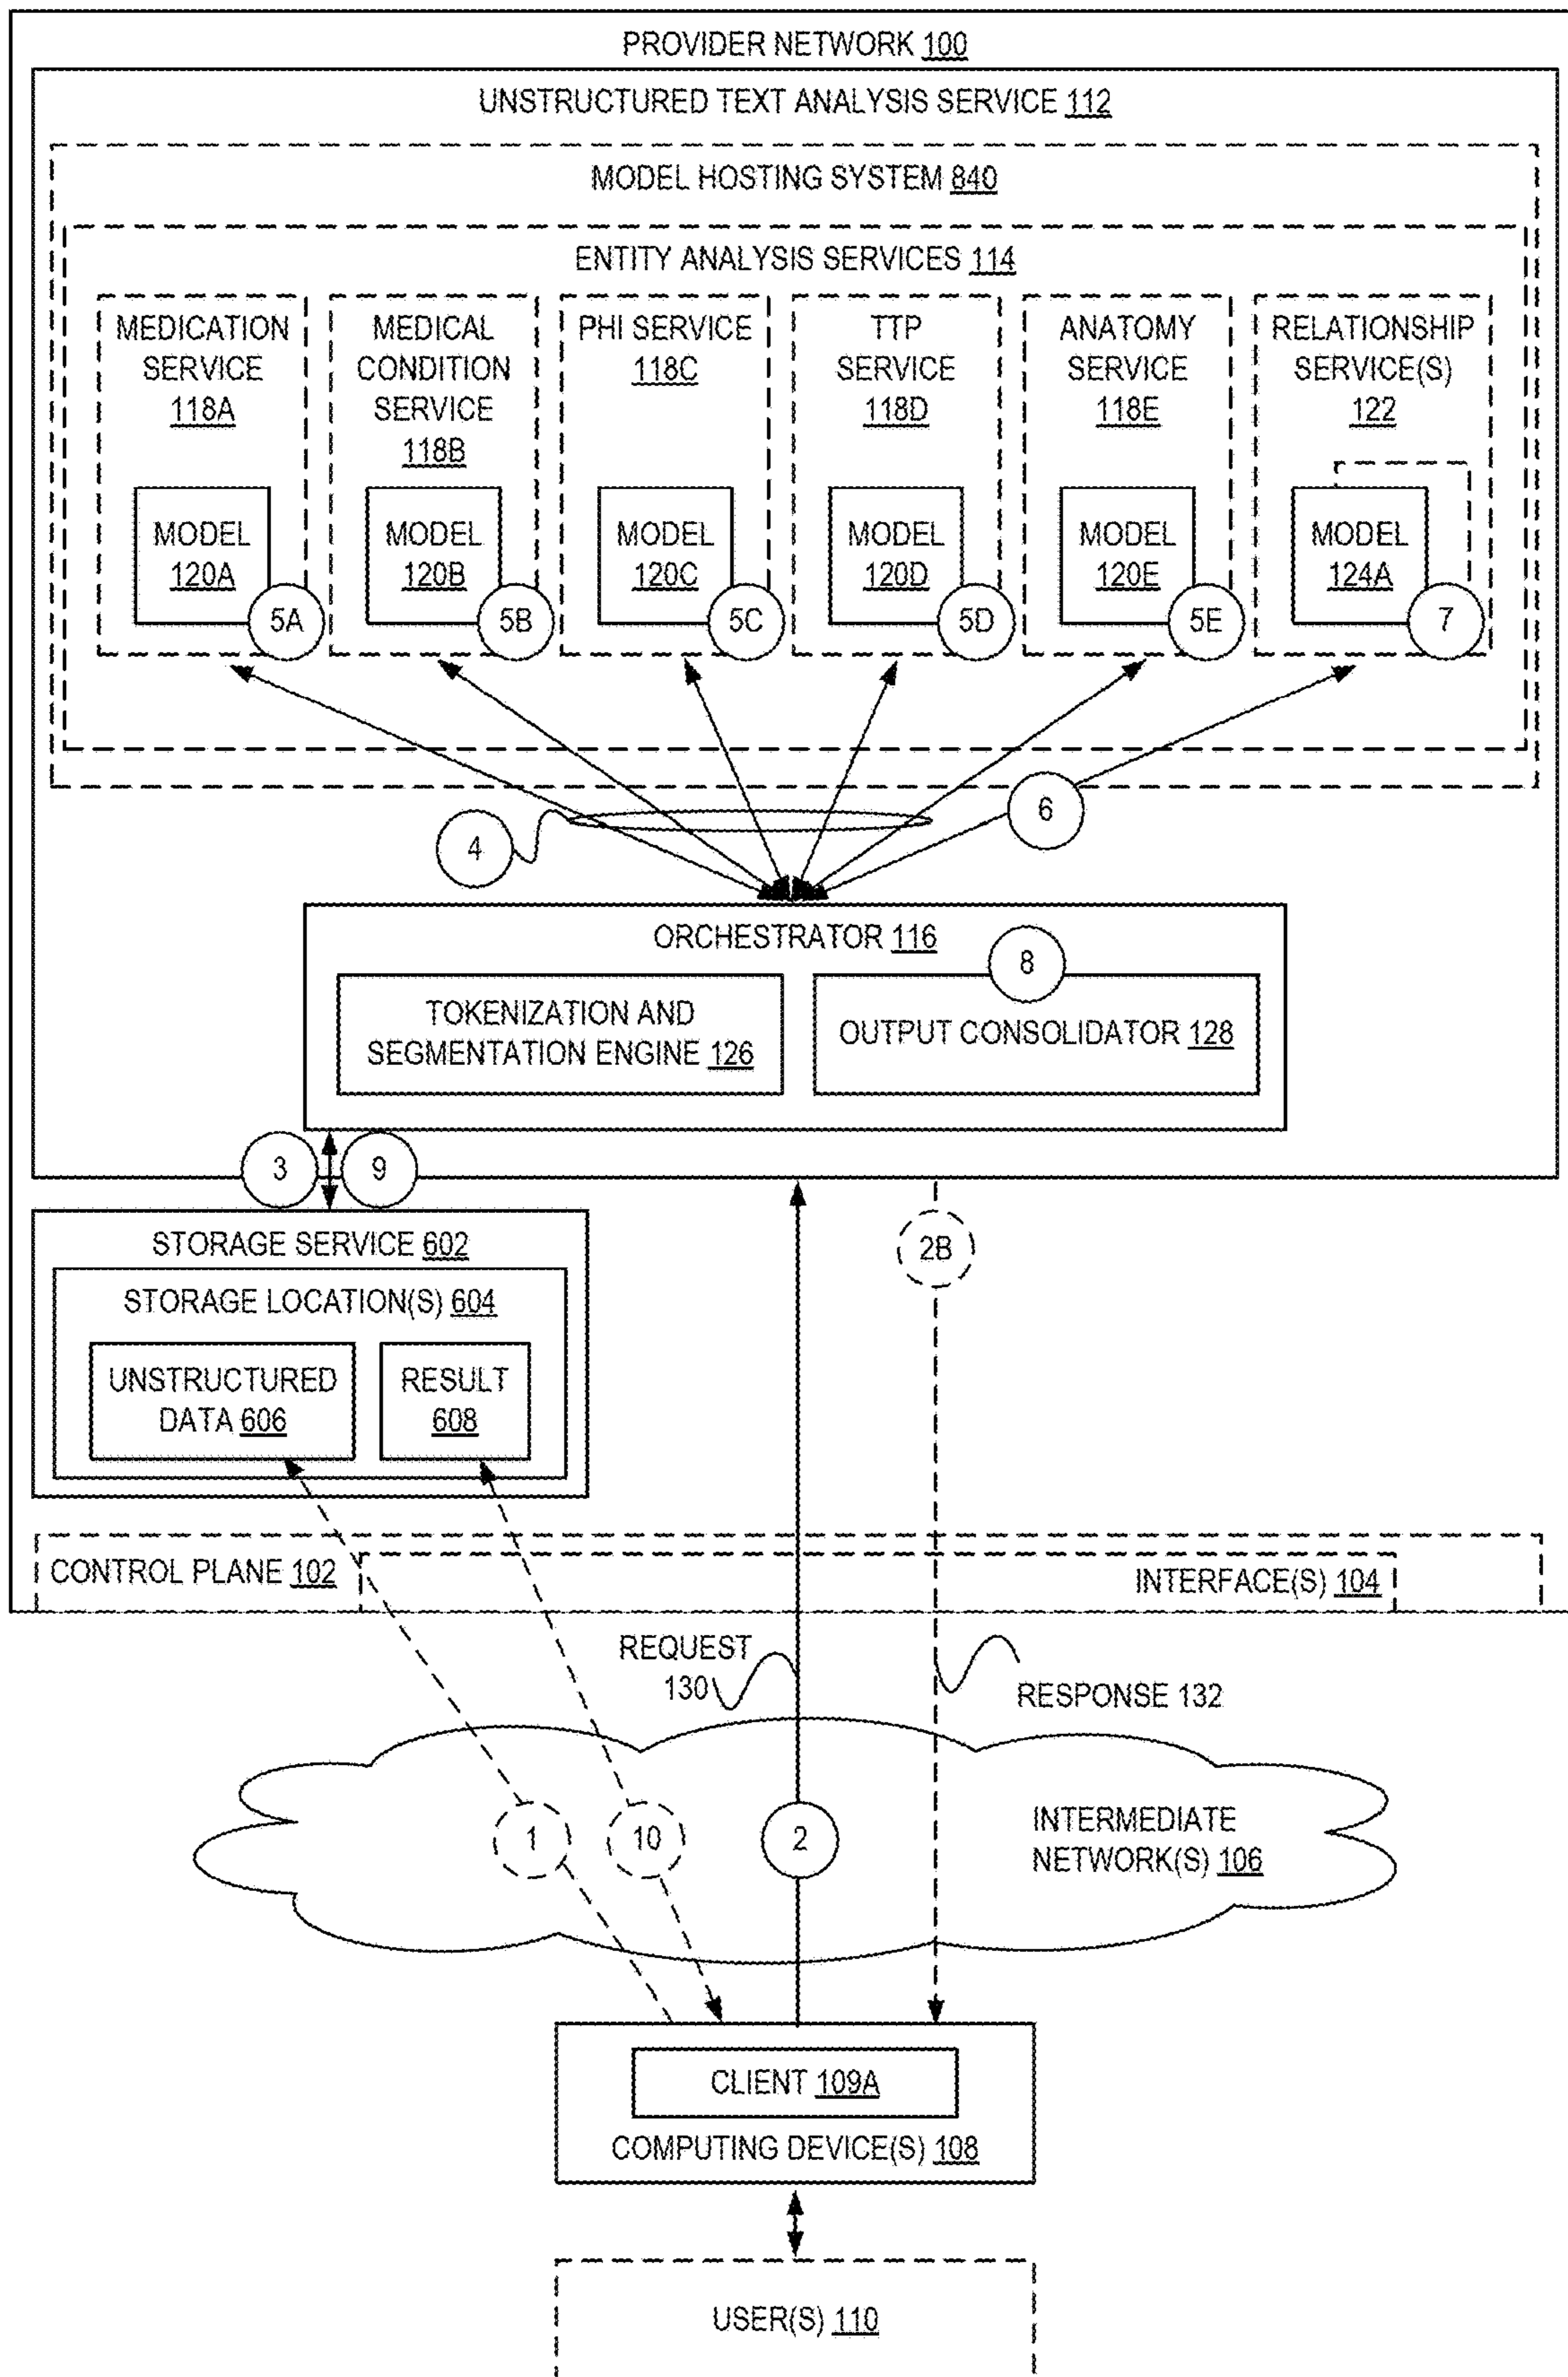 PROVIDER NETWORK 100
UNSTRUCTURED TEXT ANALYSIS SERVICE 112
MODEL HOSTING SYSTEM 840
ENTITY ANALYSIS SERVICES 114
MEDICATION
SERVICE
118A
MODEL
120A
5A
MEDICAL
CONDITION
SERVICE
118B
MODEL
120B
5B
PHI SERVICE
118C
MODEL
120C
5C
TTP
SERVICE
118D
MODEL
120D
5D
ANATOMY
SERVICE
118E
MODEL
120E
5E
RELATIONSHIP
SERVICE(S)
122
MODEL
124A
7
4
6
ORCHESTRATOR 116
8
TOKENIZATION AND
SEGMENTATION ENGINE 126
OUTPUT CONSOLIDATOR 128
3
9
STORAGE SERVICE 602
STORAGE LOCATION(S) 604
UNSTRUCTURED
DATA 606
RESULT
608
2B
CONTROL PLANE 102
INTERFACE(S) 104
REQUEST
130
RESPONSE 132
1
10
2
INTERMEDIATE
NETWORK(S) 106
CLIENT 109A
COMPUTING DEVICE(S) 108
USER(S) 110